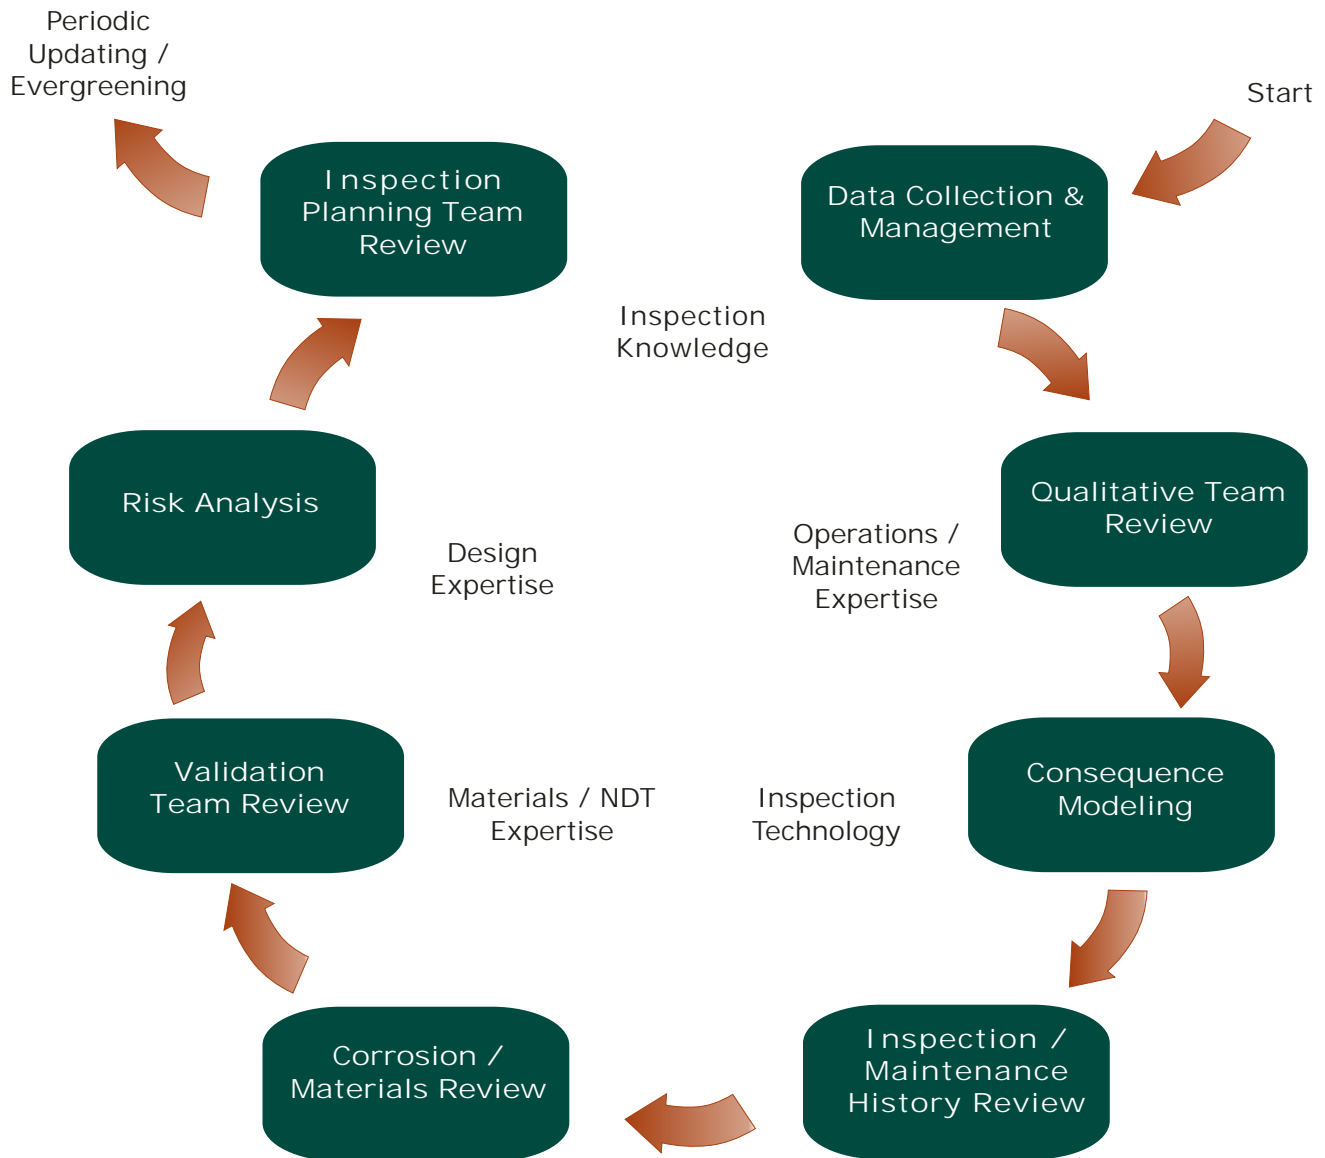 Periodic
Updating /
Evergreening
Start
Inspection
Planning Team
Review
Data Collection &
Management
Inspection
Knowledge
Risk Analysis
Qualitative Team
Review
Design
Expertise
Operations /
Maintenance
Expertise
Validation
Team Review
Materials / NDT
Expertise
Inspection
Technology
Consequence
Modeling
Corrosion /
Materials Review
Inspection /
Maintenance
History Review